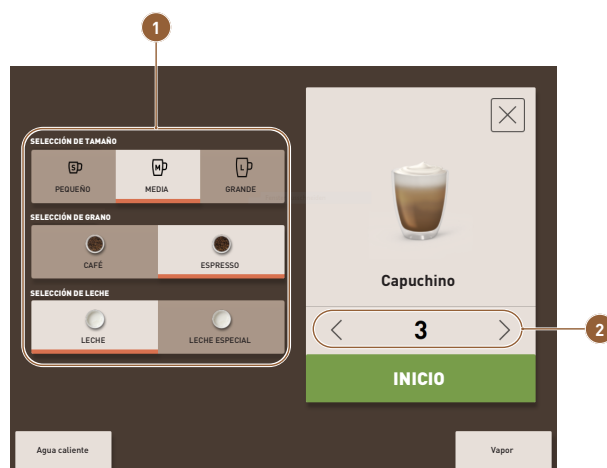 1
SELECCIÓN DE TAMAÑO
S M L
PEQUEÑO MEDIA GRANDE
SELECCIÓN DE GRANO
CAFÉ ESPRESSO
SELECCIÓN DE LECHE
LECHE LECHE ESPECIAL
Capuchino
3
2
INICIO
Agua caliente
Vapor